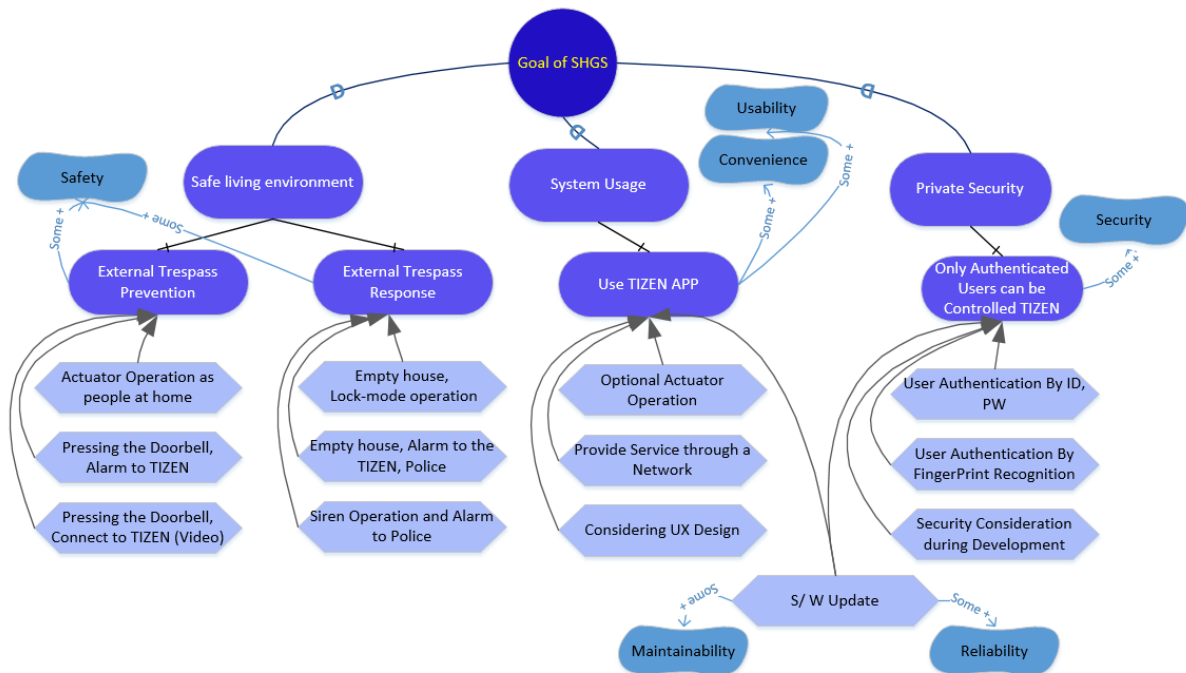 Goal of SHGS
D
D
D
Usability
Convenience
Safety
Safe living environment
System Usage
Private Security
Security
Some +
Some +
Some +
Some +
Some +
External Trespass
Prevention
External Trespass
Response
Use TIZEN APP
Only Authenticated
Users can be
Controlled TIZEN
Actuator Operation as
people at home
Empty house,
Lock-mode operation
Optional Actuator
Operation
User Authentication By ID,
PW
Pressing the Doorbell,
Alarm to TIZEN
Empty house, Alarm to the
TIZEN, Police
Provide Service through a
Network
User Authentication By
FingerPrint Recognition
Pressing the Doorbell,
Connect to TIZEN (Video)
Siren Operation and Alarm
to Police
Considering UX Design
Security Consideration
during Development
S/ W Update
Some +
Some +
Maintainability
Reliability